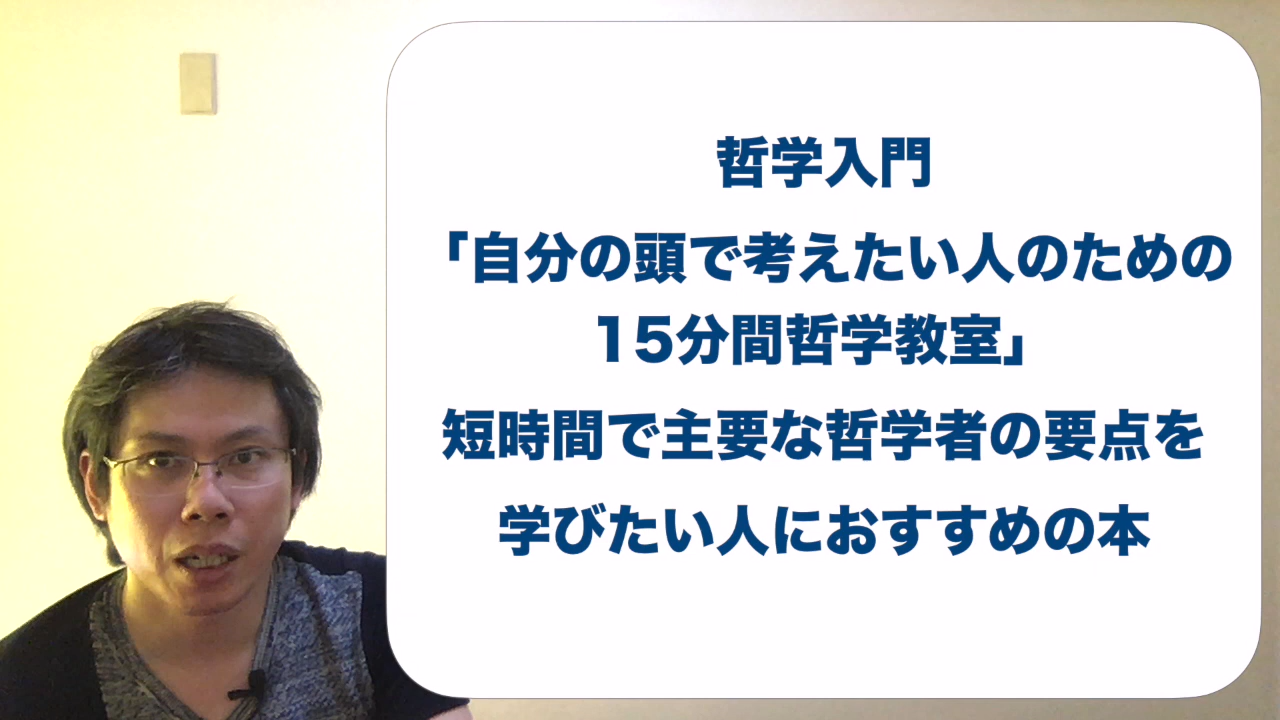 哲学入門
「自分の頭で考えたい人のための
15分間哲学教室」
短時間で主要な哲学者の要点を
学びたい人におすすめの本